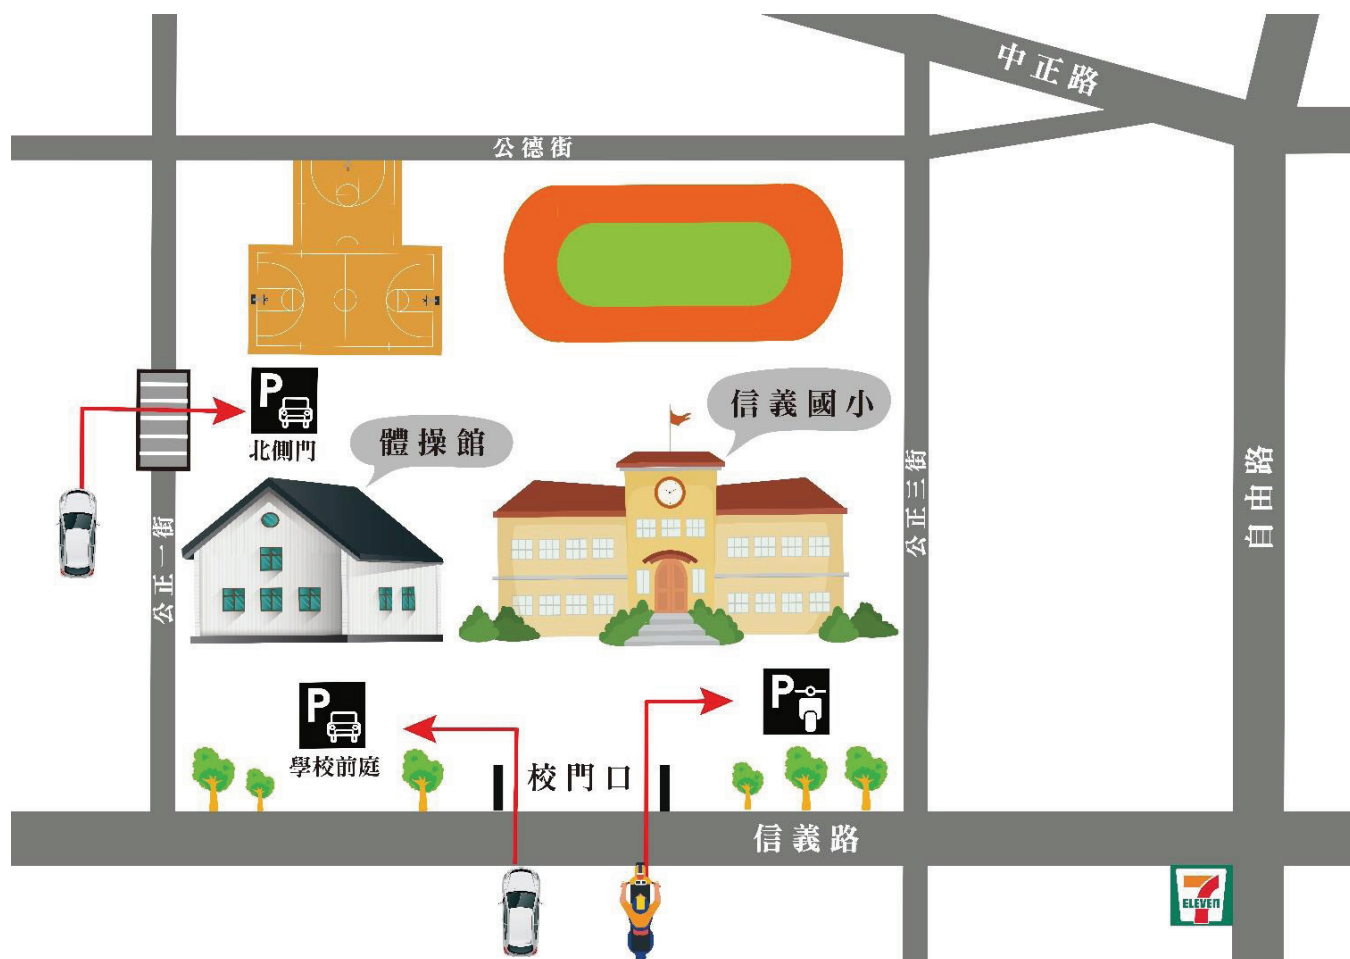 中正路
公德街
P
信義國小
體操館
北側門
公正一街
公正三街
自由路
P
學校前庭
校門口
P
信義路
7
ELEVEn